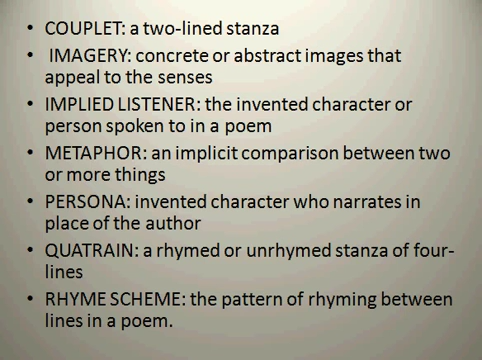 • COUPLET: a two-lined stanza
• IMAGERY: concrete or abstract images that
appeal to the senses
• IMPLIED LISTENER: the invented character or
person spoken to in a poem
• METAPHOR: an implicit comparison between two
or more things
• PERSONA: invented character who narrates in
place of the author
• QUATRAIN: a rhymed or unrhymed stanza of four-
lines
• RHYME SCHEME: the pattern of rhyming between
lines in a poem.